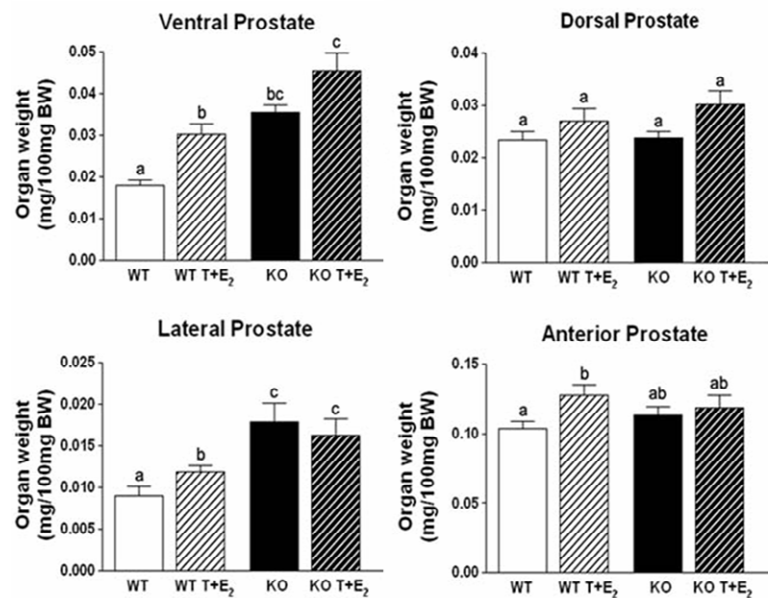 Ventral Prostate
Organ weight
(mg/100mg BW)
0.05
0.04
0.03
0.02
0.01
0.00
a
b
bc
c
WT
WT T+E₂
KO
KO T+E₂
Dorsal Prostate
Organ weight
(mg/100mg BW)
0.04
0.03
0.02
0.01
0.00
a
a
a
a
WT
WT T+E₂
KO
KO T+E₂
Lateral Prostate
Organ weight
(mg/100mg BW)
0.025
0.020
0.015
0.010
0.005
0.000
a
b
c
c
WT
WT T+E₂
KO
KO T+E₂
Anterior Prostate
Organ weight
(mg/100mg BW)
0.15
0.10
0.05
0.00
a
b
ab
ab
WT
WT T+E₂
KO
KO T+E₂